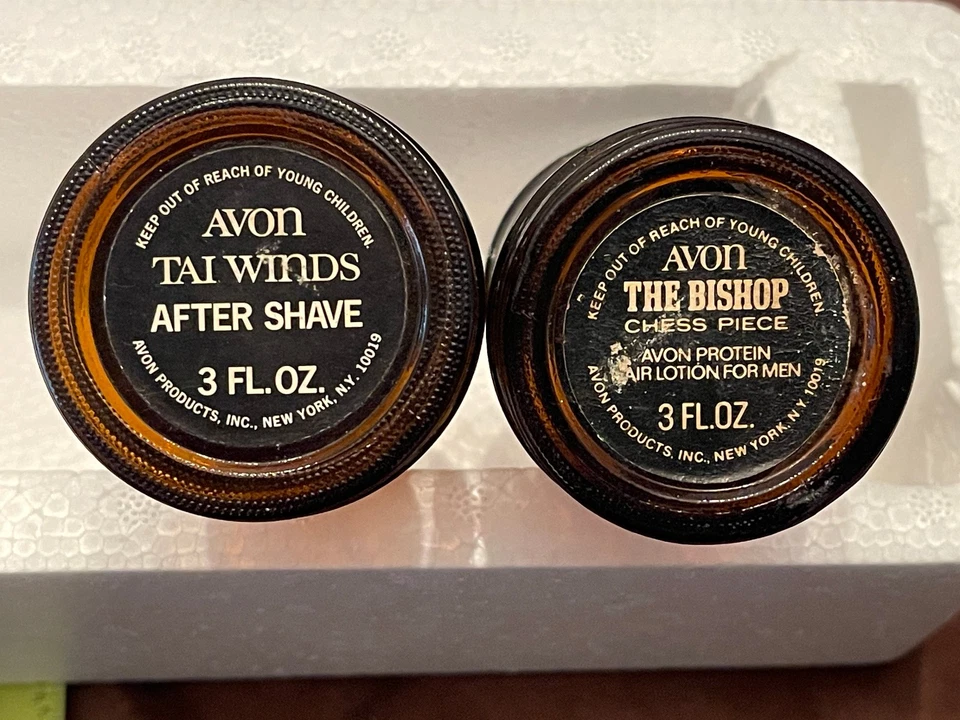 KEEP OUT OF REACH OF YOUNG CHILDREN.
AVON
TAI WINDS
AFTER SHAVE
3 FL.OZ.
AVON PRODUCTS, INC., NEW YORK, N.Y. 10019
KEEP OUT OF REACH OF YOUNG CHILDREN.
AVON
THE BISHOP
CHESS PIECE
AVON PROTEIN
AIR LOTION FOR MEN
3 FL.OZ.
AVON PRODUCTS, INC., NEW YORK, N.Y. 10019